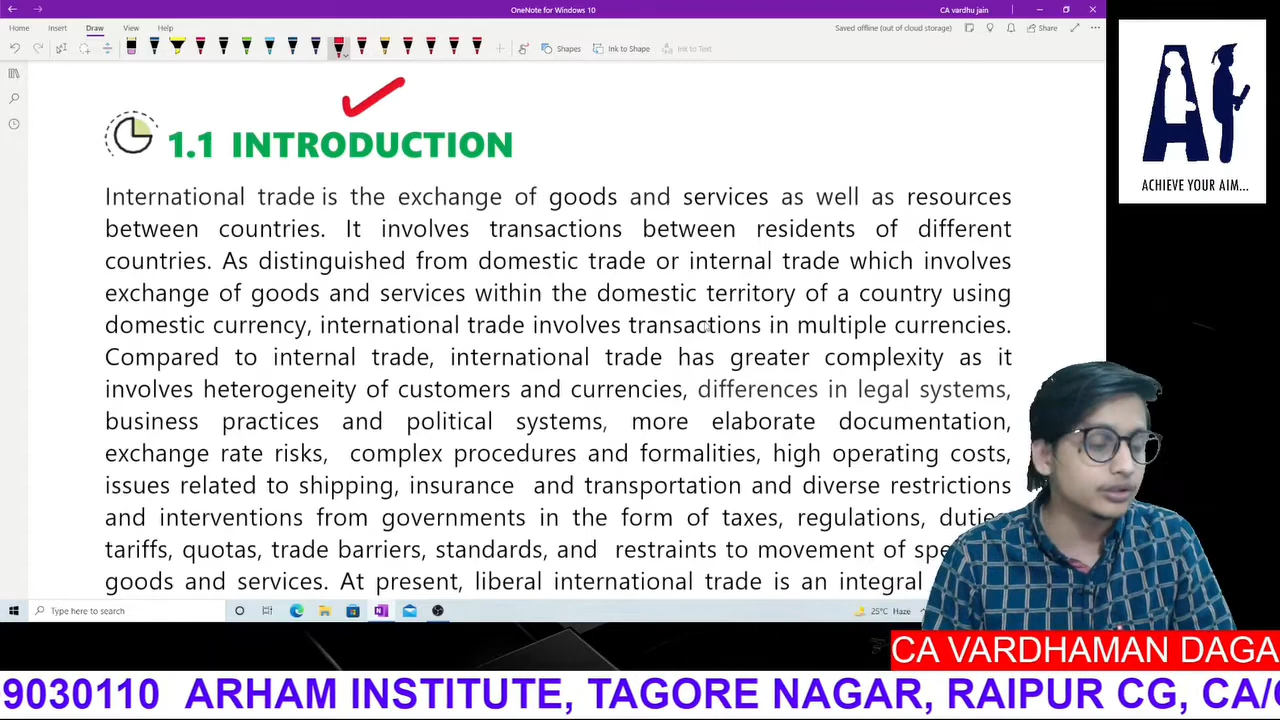 OneNote for Windows 10
CA vardhu jain
Home Insert Draw View Help
Saved offline (out of cloud storage)
Share
Shapes
Ink to Shape
Ink to Text
ACHIEVE YOUR AIM...
1.1 INTRODUCTION
International trade is the exchange of goods and services as well as resources
between countries. It involves transactions between residents of different
countries. As distinguished from domestic trade or internal trade which involves
exchange of goods and services within the domestic territory of a country using
domestic currency, international trade involves transactions in multiple currencies.
Compared to internal trade, international trade has greater complexity as it
involves heterogeneity of customers and currencies, differences in legal systems,
business practices and political systems, more elaborate documentation,
exchange rate risks, complex procedures and formalities, high operating costs,
issues related to shipping, insurance and transportation and diverse restrictions
and interventions from governments in the form of taxes, regulations,
tariffs, quotas, trade barriers, standards, and restraints to movement of
goods and services. At present, liberal international trade is an integral
Type here to search
25°C Haze
CA VARDHAMAN DAGA
9030110 ARHAM INSTITUTE, TAGORE NAGAR, RAIPUR CG,